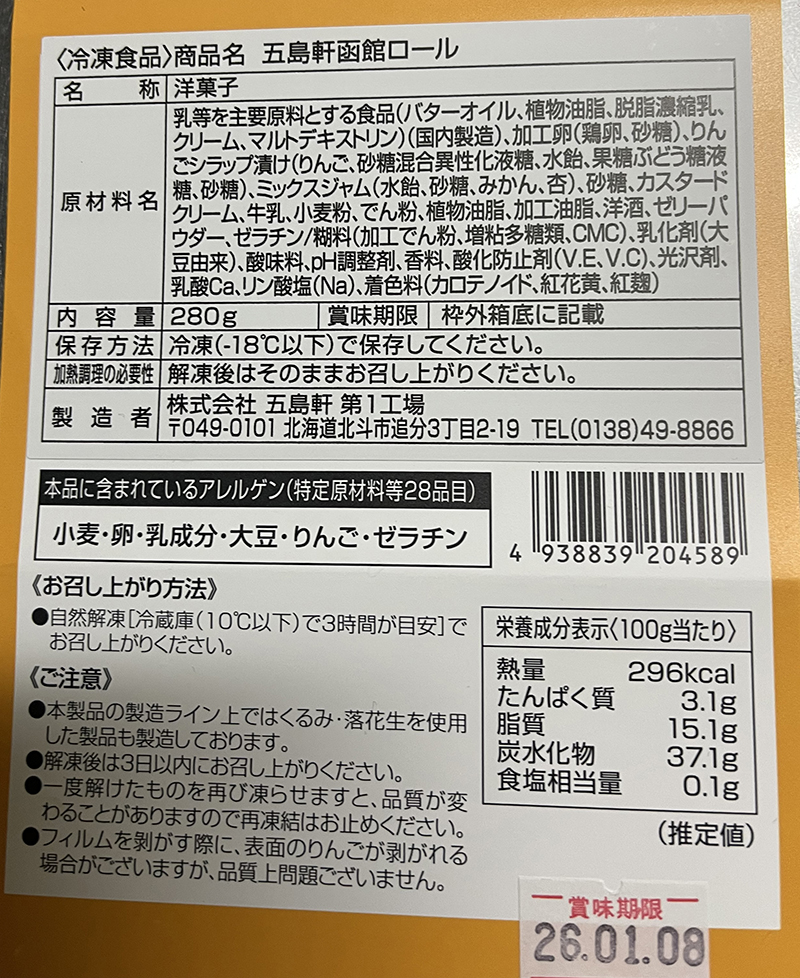 〈冷凍食品〉商品名 五島軒函館ロール
名称 洋菓子
原材料名
乳等を主要原料とする食品(バターオイル、植物油脂、脱脂濃縮乳、
クリーム、マルトデキストリン)(国内製造)、加工卵(鶏卵、砂糖)、りん
ごシラップ漬け(りんご、砂糖混合異性化液糖、水飴、果糖ぶどう糖液
糖、砂糖)、ミックスジャム(水飴、砂糖、みかん、杏)、砂糖、カスタード
クリーム、牛乳、小麦粉、でん粉、植物油脂、加工油脂、洋酒、ゼリーパ
ウダー、ゼラチン/糊料(加工でん粉、増粘多糖類、CMC)、乳化剤(大
豆由来)、酸味料、pH調整剤、香料、酸化防止剤(V.E、V.C)、光沢剤、
乳酸Ca、リン酸塩(Na)、着色料(カロテノイド、紅花黄、紅麹)
内容量 280g 賞味期限 枠外箱底に記載
保存方法 冷凍(-18℃以下)で保存してください。
加熱調理の必要性 解凍後はそのままお召し上がりください。
製造者
株式会社 五島軒 第1工場
〒049-0101 北海道北斗市追分3丁目2-19 TEL(0138)49-8866
本品に含まれているアレルゲン(特定原材料等28品目)
小麦・卵・乳成分・大豆・りんご・ゼラチン
4 938839 204589
《お召し上がり方法》
●自然解凍[冷蔵庫(10℃以下)で3時間が目安]で
お召し上がりください。
《ご注意》
●本製品の製造ライン上ではくるみ・落花生を使用
した製品も製造しております。
●解凍後は3日以内にお召し上がりください。
●一度解けたものを再び凍らせますと、品質が変
わることがありますので再凍結はお止めください。
●フィルムを剥がす際に、表面のりんごが剥がれる
場合がございますが、品質上問題ございません。
栄養成分表示〈100g当たり〉
熱量 296kcal
たんぱく質 3.1g
脂質 15.1g
炭水化物 37.1g
食塩相当量 0.1g
(推定値)
賞味期限
26.01.08